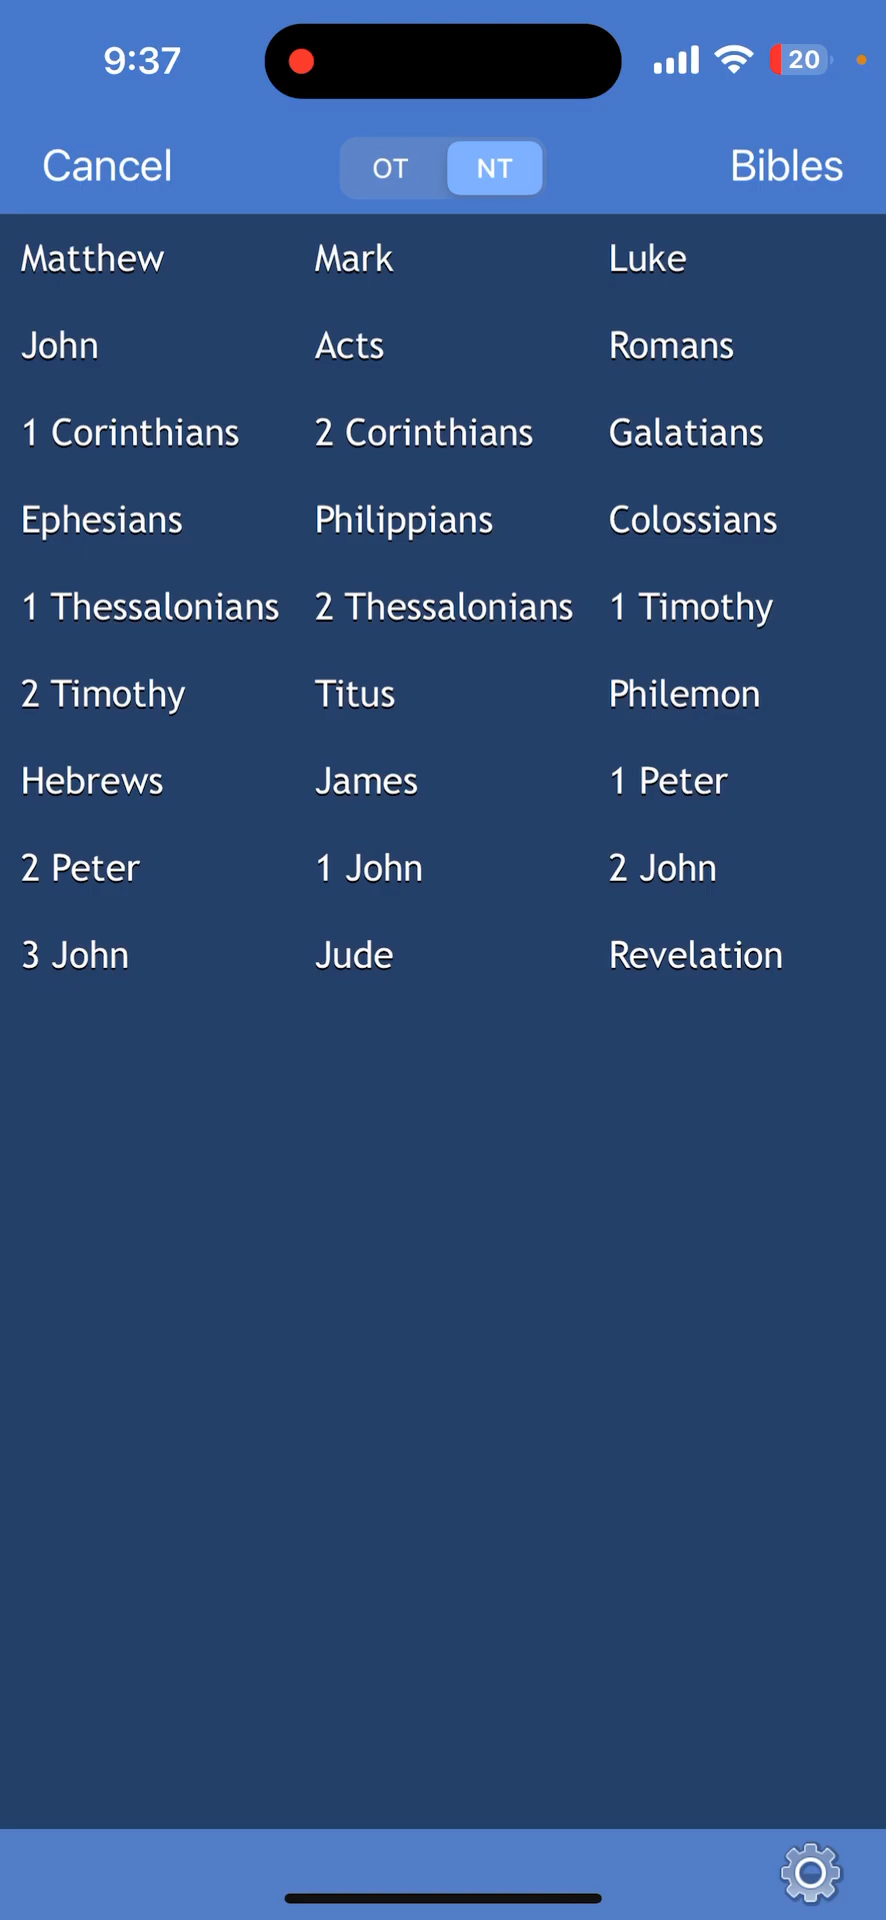 9:37 20
Cancel OT NT Bibles
Matthew Mark Luke
John Acts Romans
1 Corinthians 2 Corinthians Galatians
Ephesians Philippians Colossians
1 Thessalonians 2 Thessalonians 1 Timothy
2 Timothy Titus Philemon
Hebrews James 1 Peter
2 Peter 1 John 2 John
3 John Jude Revelation